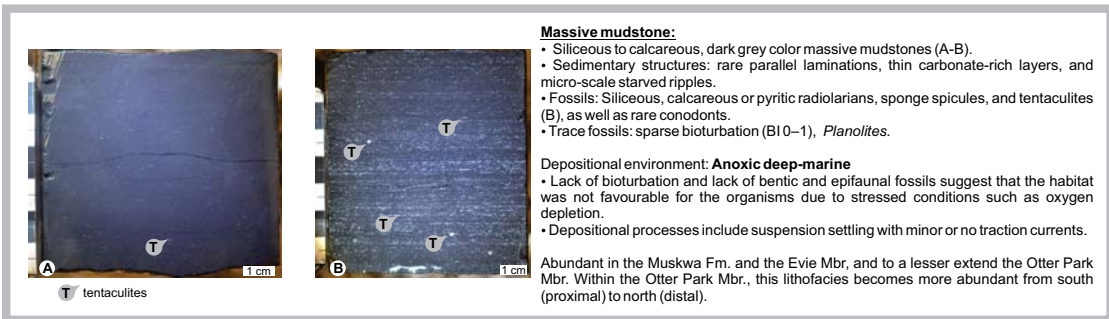 T
A
1 cm
T
T
T
T
B
1 cm
T tentaculites
Massive mudstone:
• Siliceous to calcareous, dark grey color massive mudstones (A-B).
• Sedimentary structures: rare parallel laminations, thin carbonate-rich layers, and
micro-scale starved ripples.
• Fossils: Siliceous, calcareous or pyritic radiolarians, sponge spicules, and tentaculites
(B), as well as rare conodonts.
• Trace fossils: sparse bioturbation (BI 0–1), Planolites.
Depositional environment: Anoxic deep-marine
• Lack of bioturbation and lack of bentic and epifaunal fossils suggest that the habitat
was not favourable for the organisms due to stressed conditions such as oxygen
depletion.
• Depositional processes include suspension settling with minor or no traction currents.
Abundant in the Muskwa Fm. and the Evie Mbr, and to a lesser extend the Otter Park
Mbr. Within the Otter Park Mbr., this lithofacies becomes more abundant from south
(proximal) to north (distal).